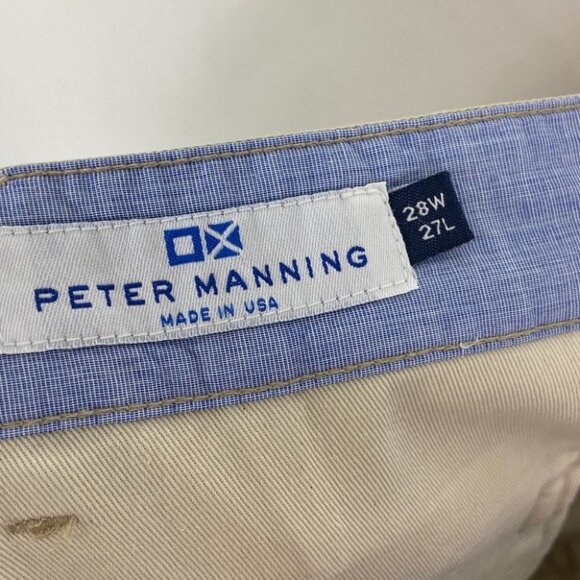 PETER MANNING
MADE IN USA
28W
27L